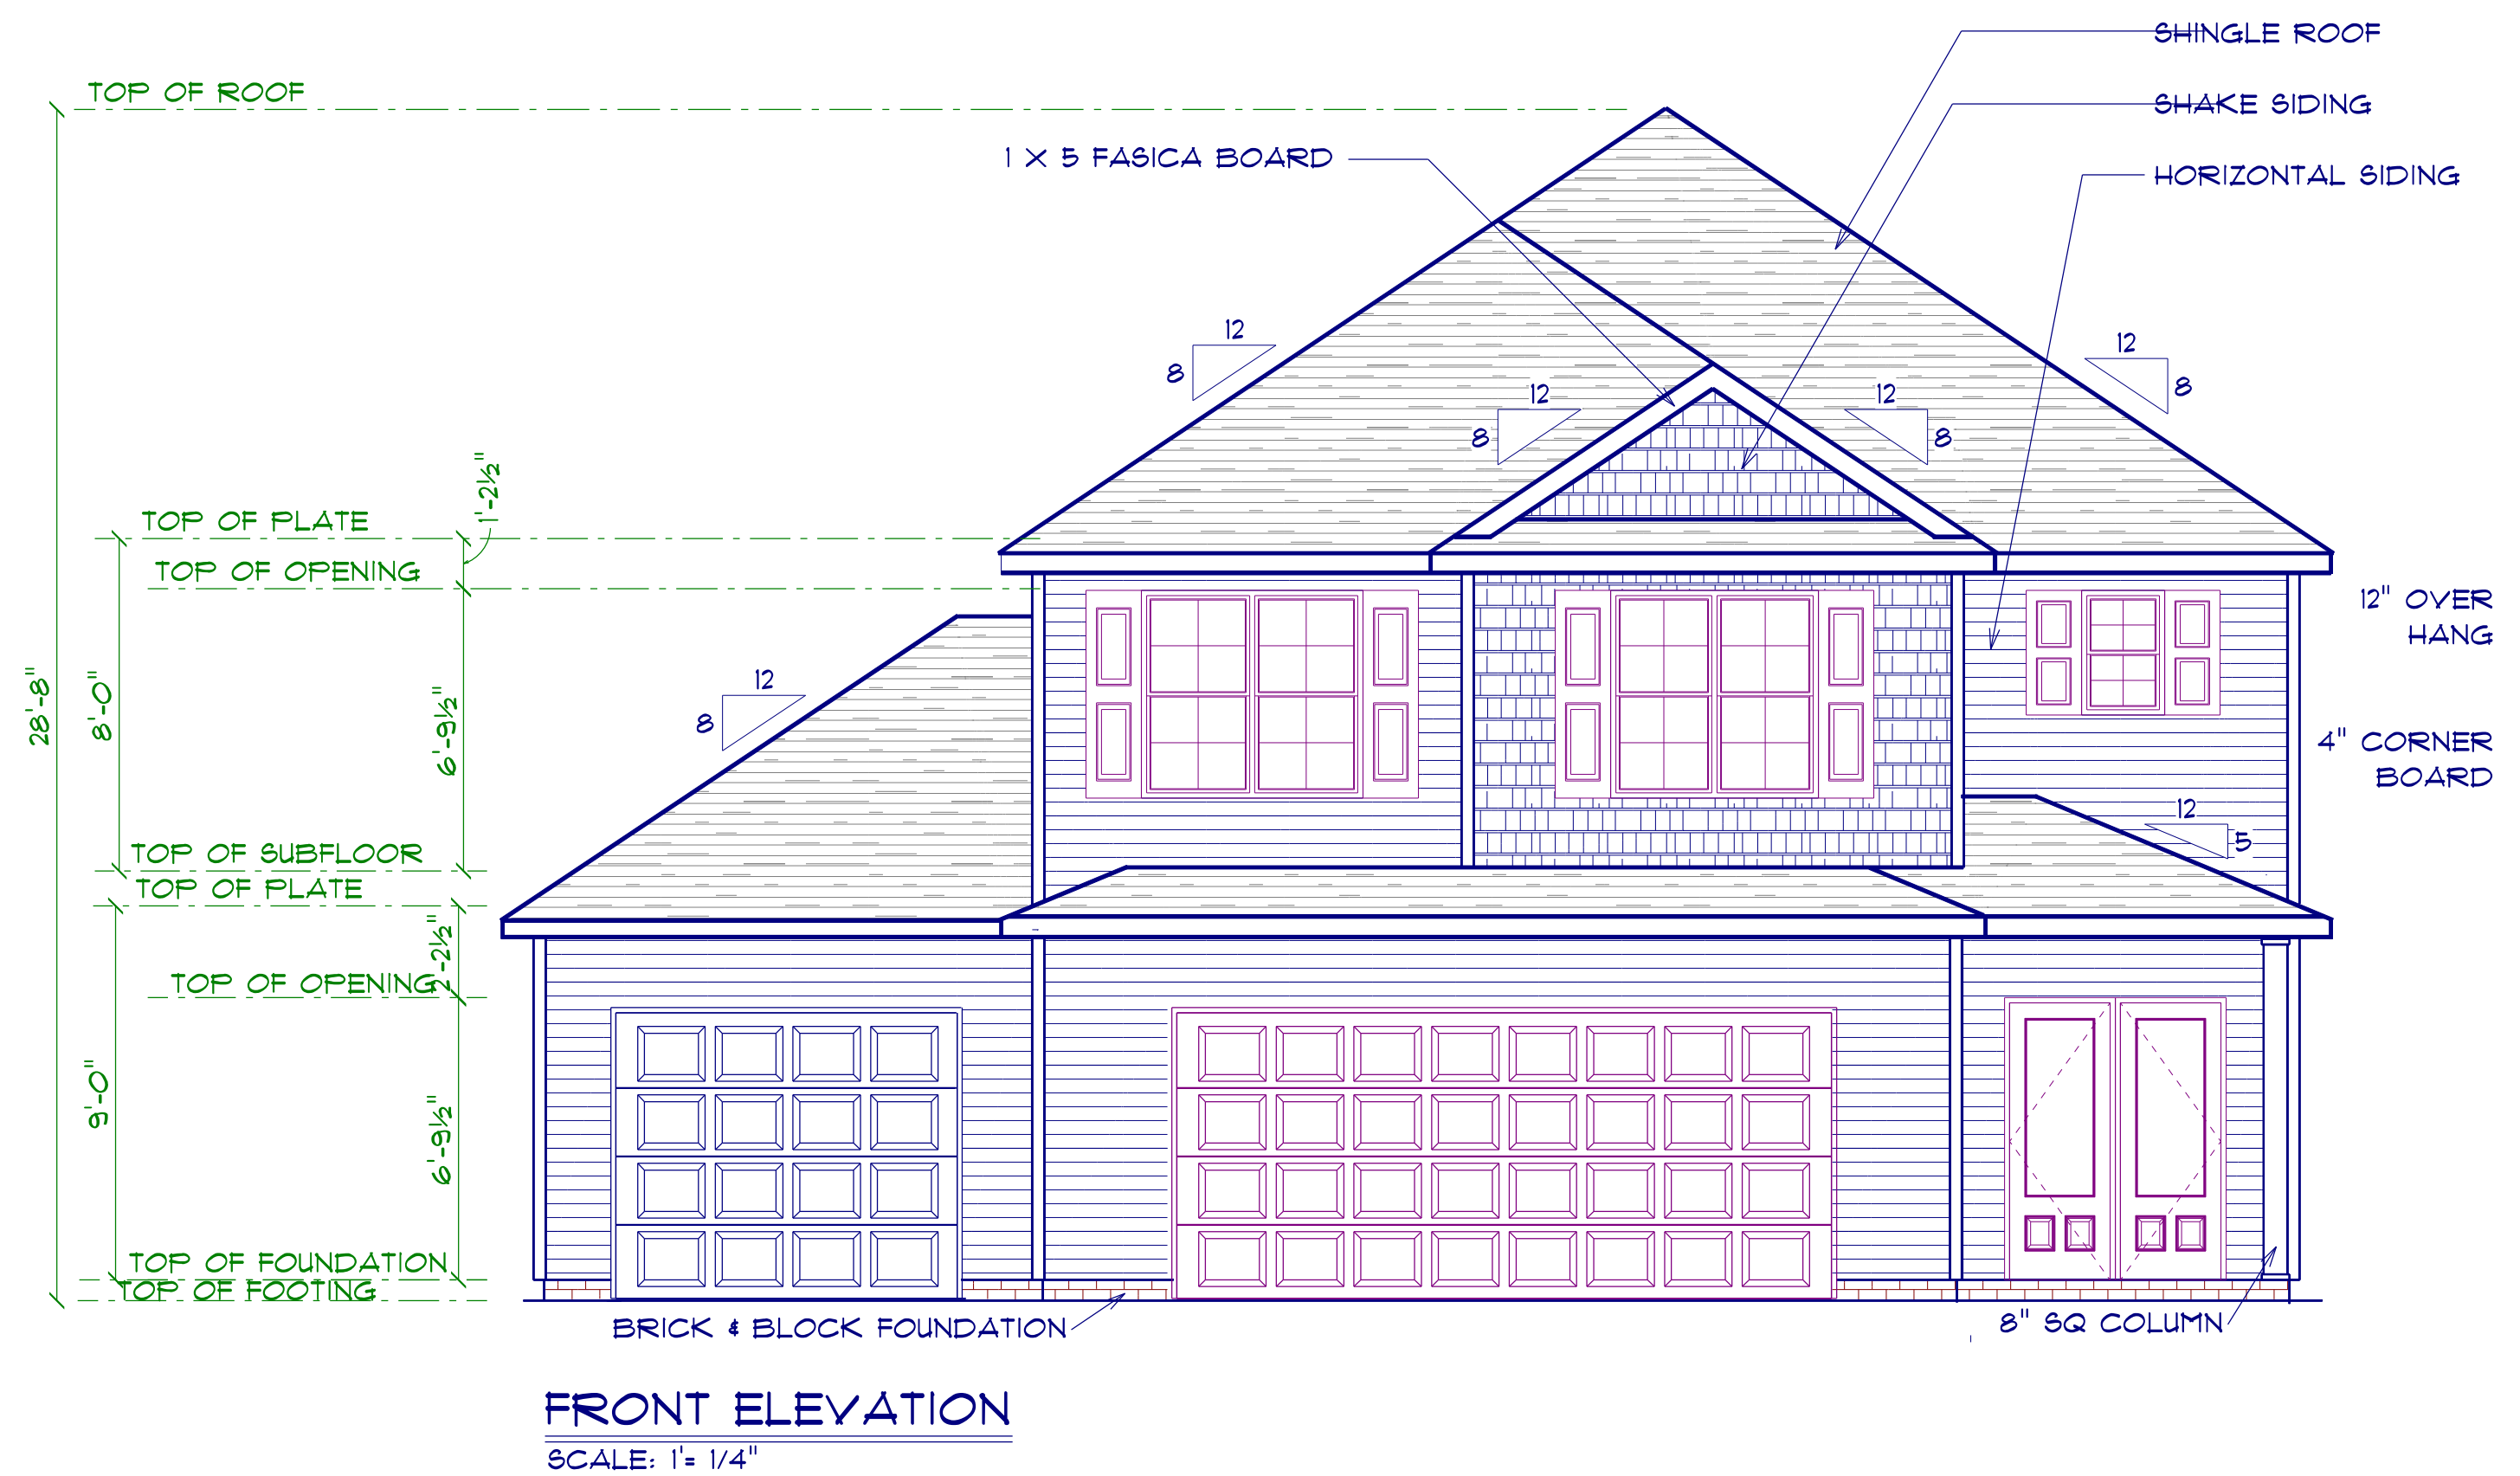 SHINGLE ROOF
TOP OF ROOF
SHAKE SIDING
1 X 5 FASICA BOARD
HORIZONTAL SIDING
12
8
12
8
12
8
12
8
1'-2½"
TOP OF PLATE
TOP OF OPENING
12" OVER
HANG
28'-8"
8'-0"
6'-9½"
12
8
4" CORNER
BOARD
12
5
TOP OF SUBFLOOR
TOP OF PLATE
2'-2½"
TOP OF OPENING
9'-0"
6'-9½"
TOP OF FOUNDATION
TOP OF FOOTING
BRICK & BLOCK FOUNDATION
8" SQ COLUMN
FRONT ELEVATION
SCALE: 1'= 1/4"